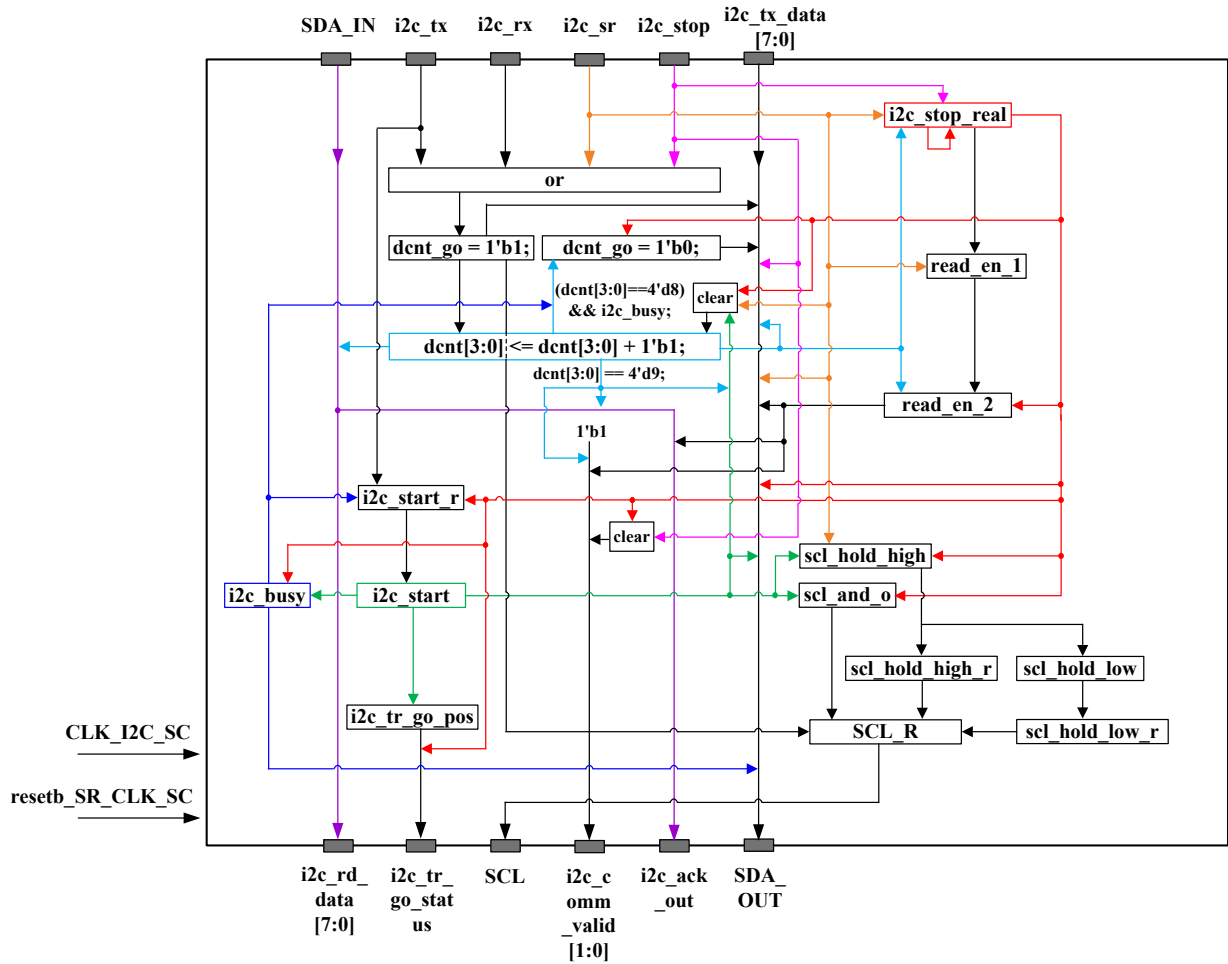 SDA_IN
i2c_tx
i2c_rx
i2c_sr
i2c_stop
i2c_tx_data
[7:0]
i2c_stop_real
or
dcnt_go = 1'b1;
dcnt_go = 1'b0;
read_en_1
(dcnt[3:0]==4'd8)
&& i2c_busy;
clear
dcnt[3:0] <= dcnt[3:0] + 1'b1;
dcnt[3:0] == 4'd9;
read_en_2
1'b1
i2c_start_r
clear
scl_hold_high
i2c_busy
i2c_start
scl_and_o
scl_hold_high_r
scl_hold_low
i2c_tr_go_pos
SCL_R
scl_hold_low_r
CLK_I2C_SC
resetb_SR_CLK_SC
i2c_rd_
data
[7:0]
i2c_tr_
go_stat
us
SCL
i2c_c
omm
_valid
[1:0]
i2c_ack
_out
SDA_
OUT